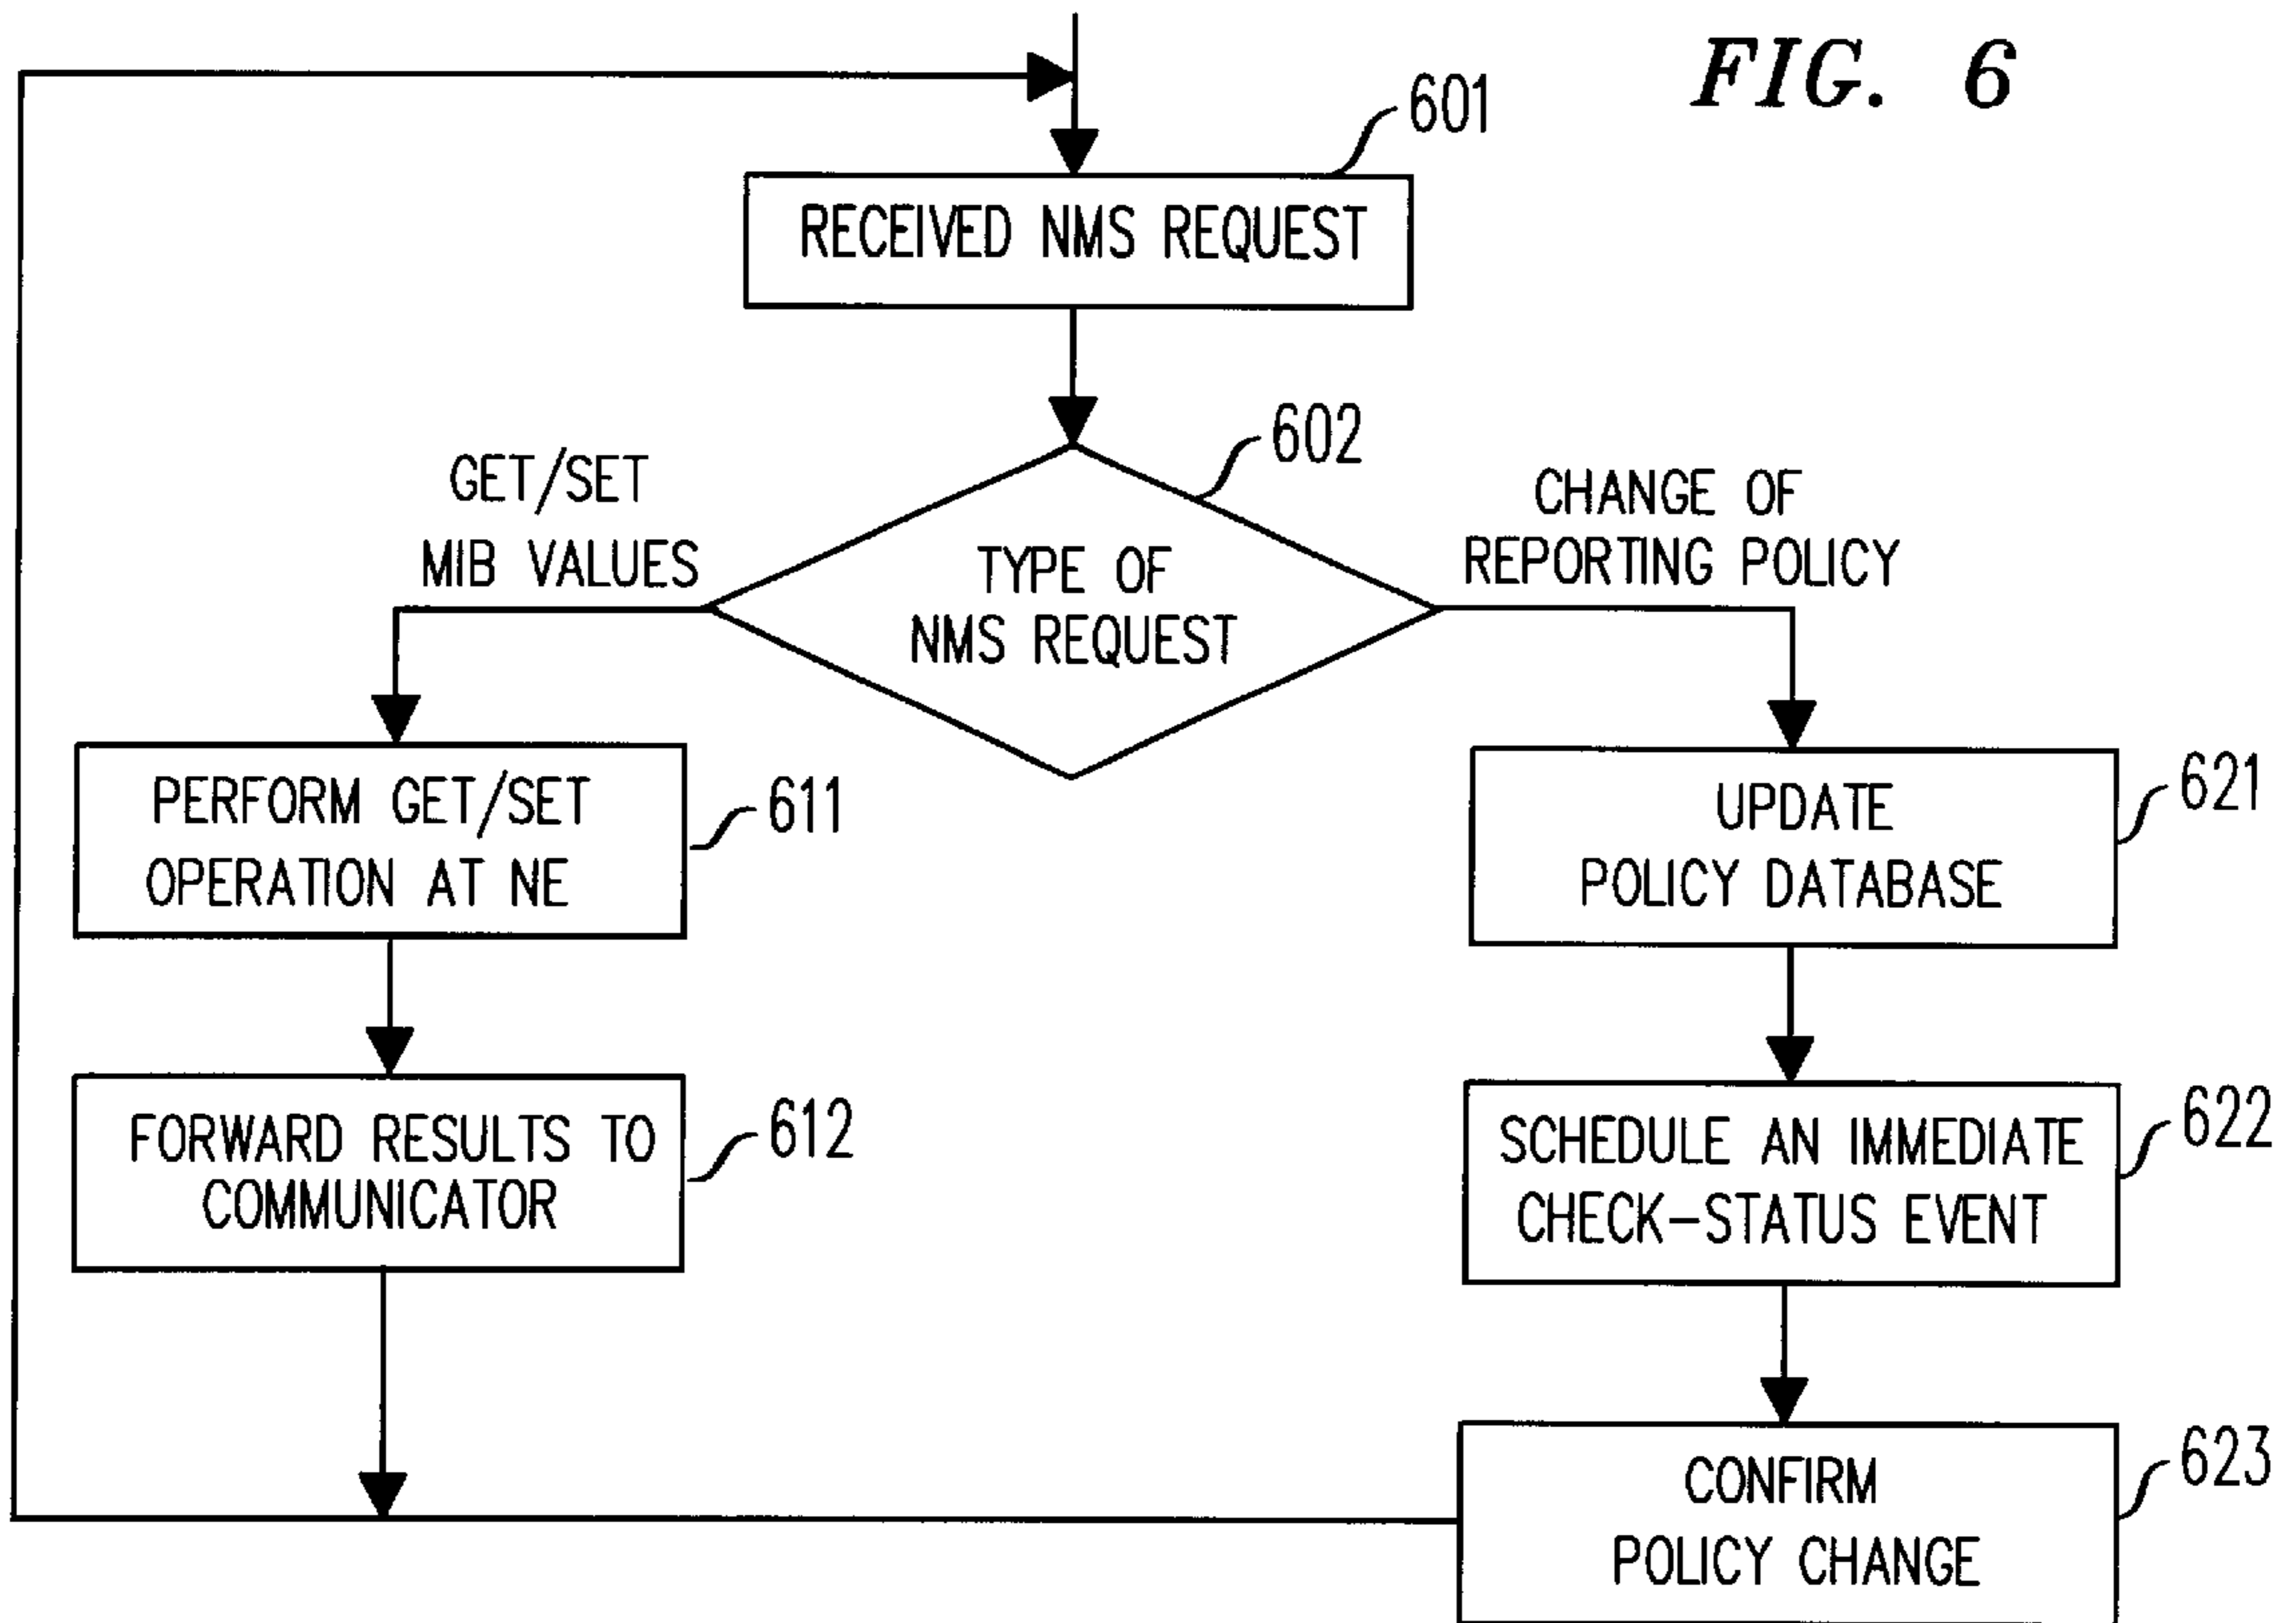 FIG. 6
601
RECEIVED NMS REQUEST
602
GET/SET
MIB VALUES
TYPE OF
NMS REQUEST
CHANGE OF
REPORTING POLICY
PERFORM GET/SET
OPERATION AT NE
611
UPDATE
POLICY DATABASE
621
FORWARD RESULTS TO
COMMUNICATOR
612
SCHEDULE AN IMMEDIATE
CHECK-STATUS EVENT
622
CONFIRM
POLICY CHANGE
623